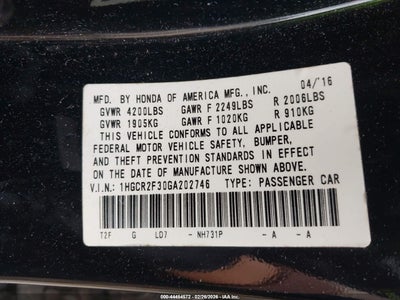 MFD. BY HONDA OF AMERICA MFG., INC. 04/'16
GVWR 4200LBS GAWR F 2249LBS R 2006LBS
GVWR 1905KG GAWR F 1020KG R 910KG
THIS VEHICLE CONFORMS TO ALL APPLICABLE
FEDERAL MOTOR VEHICLE SAFETY, BUMPER,
AND THEFT PREVENTION STANDARDS IN EFFECT ON
THE DATE OF MANUFACTURE SHOWN ABOVE.
V.I.N: 1HGCR2F30GA202746 TYPE: PASSENGER CAR
T2F G LD7 - NH731P - A - A
000 - 44454572 - 02/26/2026 - IAA Inc.